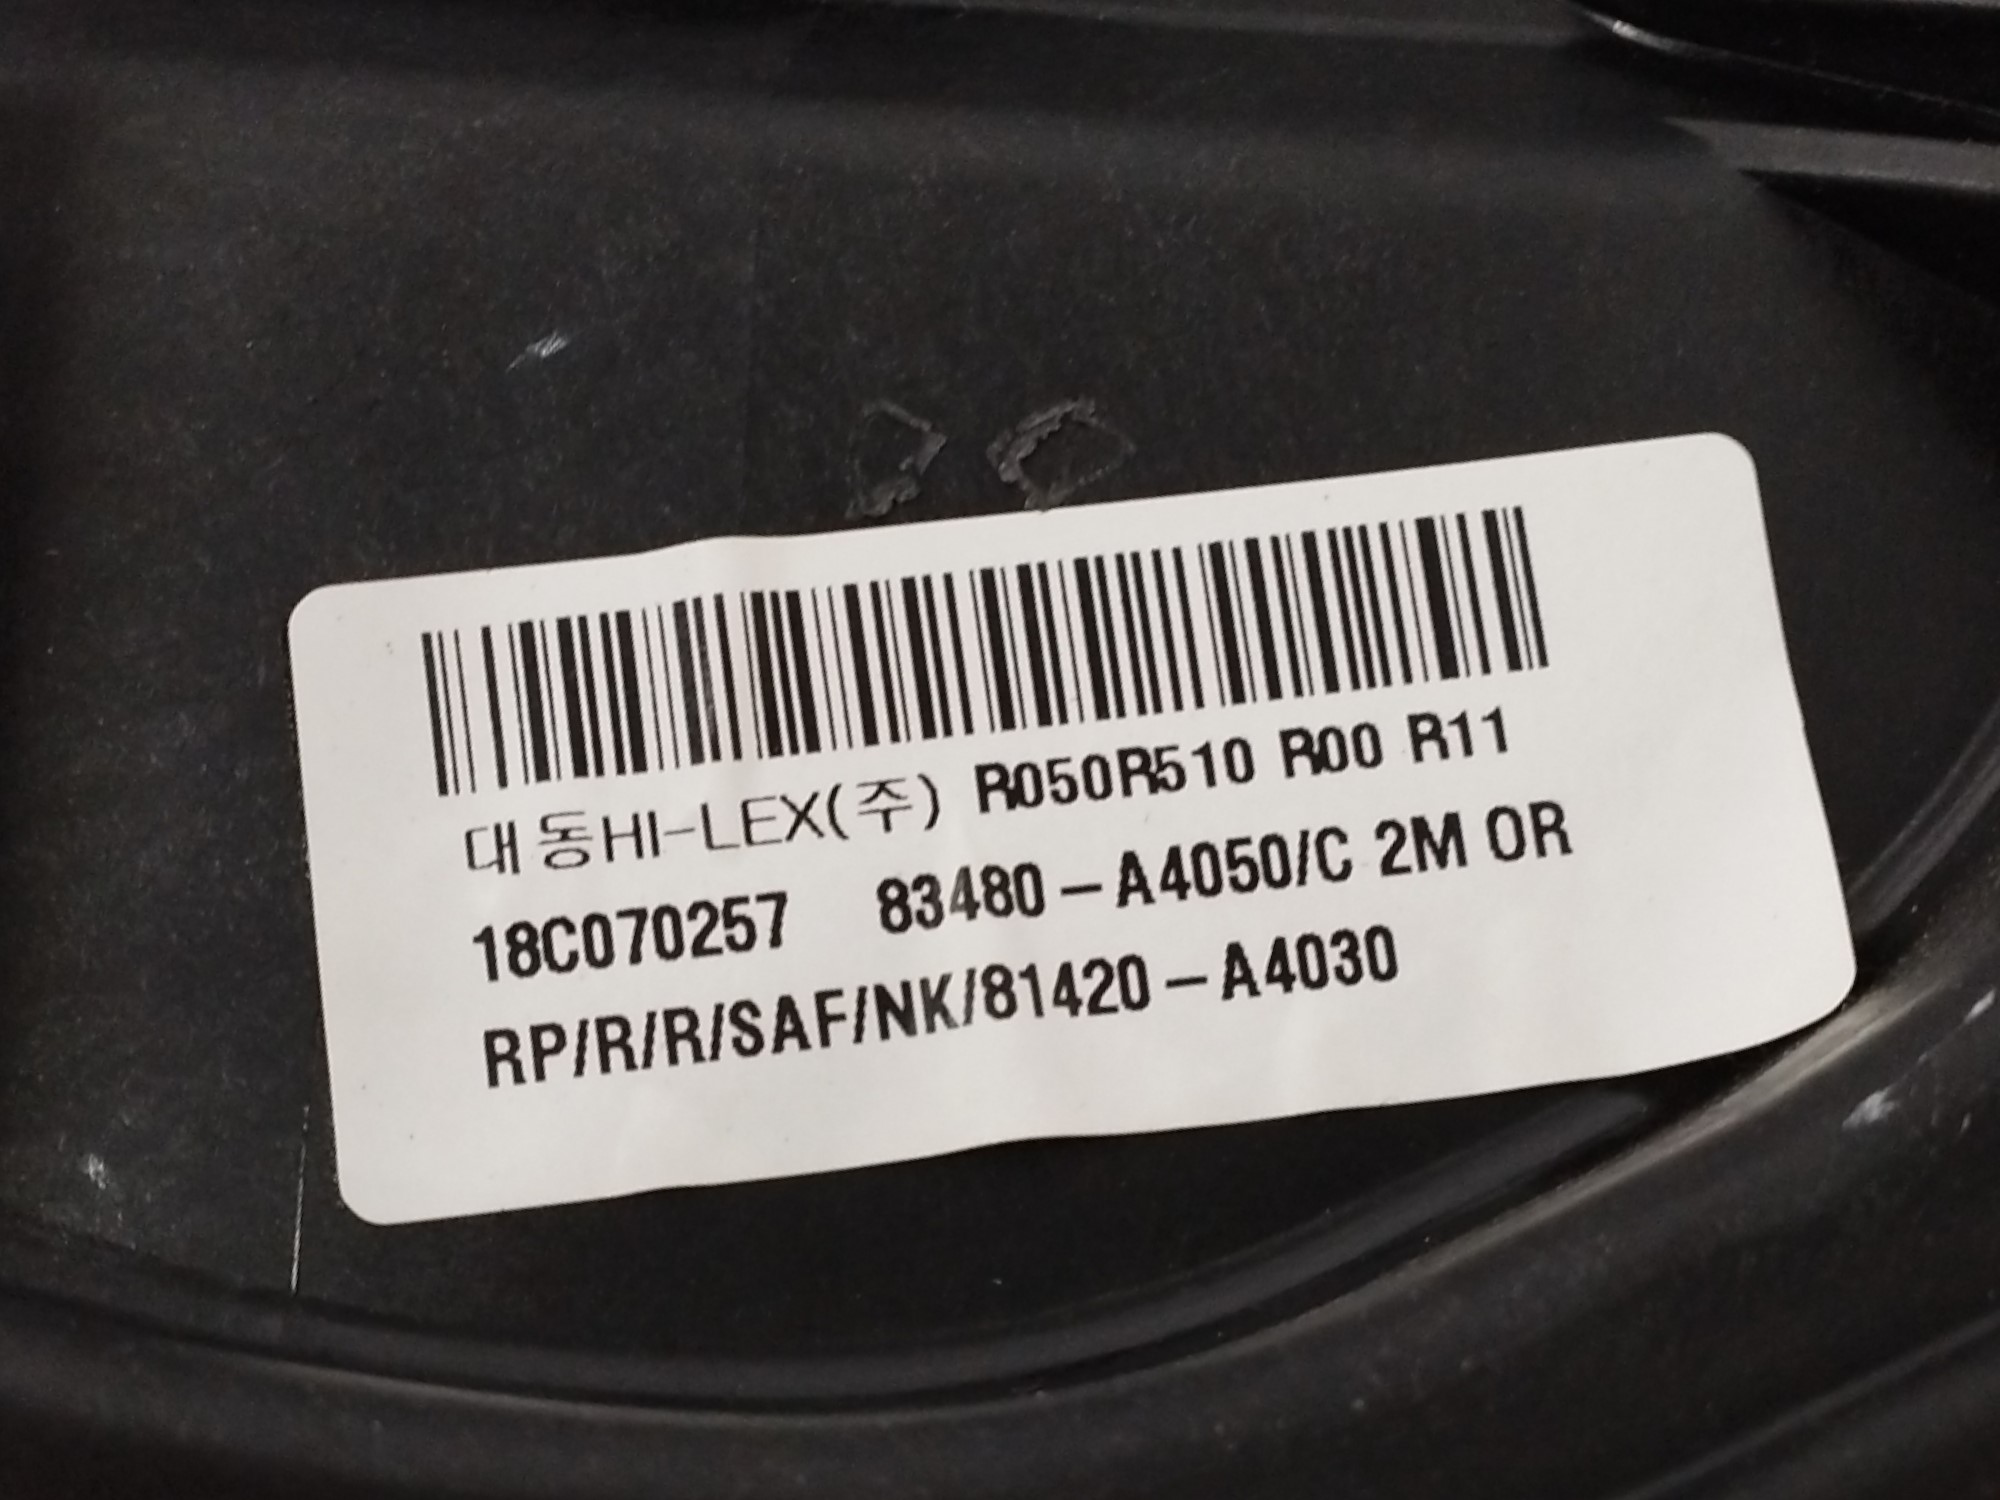 대동HI-LEX(주) R050R510 R00 R11
18C070257 83480-A4050/C 2M OR
RP/R/R/SAF/NK/81420-A4030